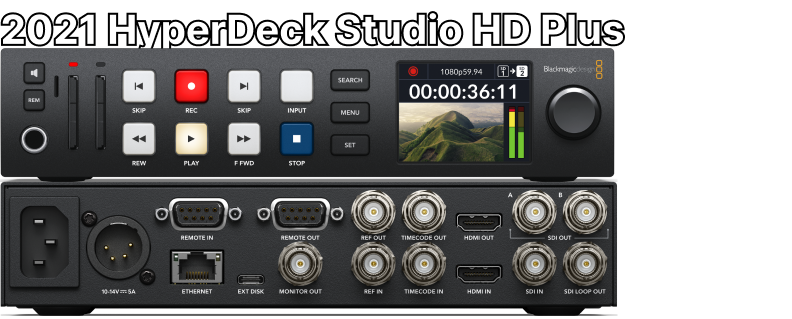 2021 HyperDeck Studio HD Plus
REM
SKIP
REC
SKIP
INPUT
REW
PLAY
F FWD
STOP
SEARCH
MENU
SET
1080p59.94
1
2
00:00:36:11
Blackmagicdesign
REMOTE IN
REMOTE OUT
REF OUT
TIMECODE OUT
HDMI OUT
A
B
SDI OUT
10-14V 5A
ETHERNET
EXT DISK
MONITOR OUT
REF IN
TIMECODE IN
HDMI IN
SDI IN
SDI LOOP OUT